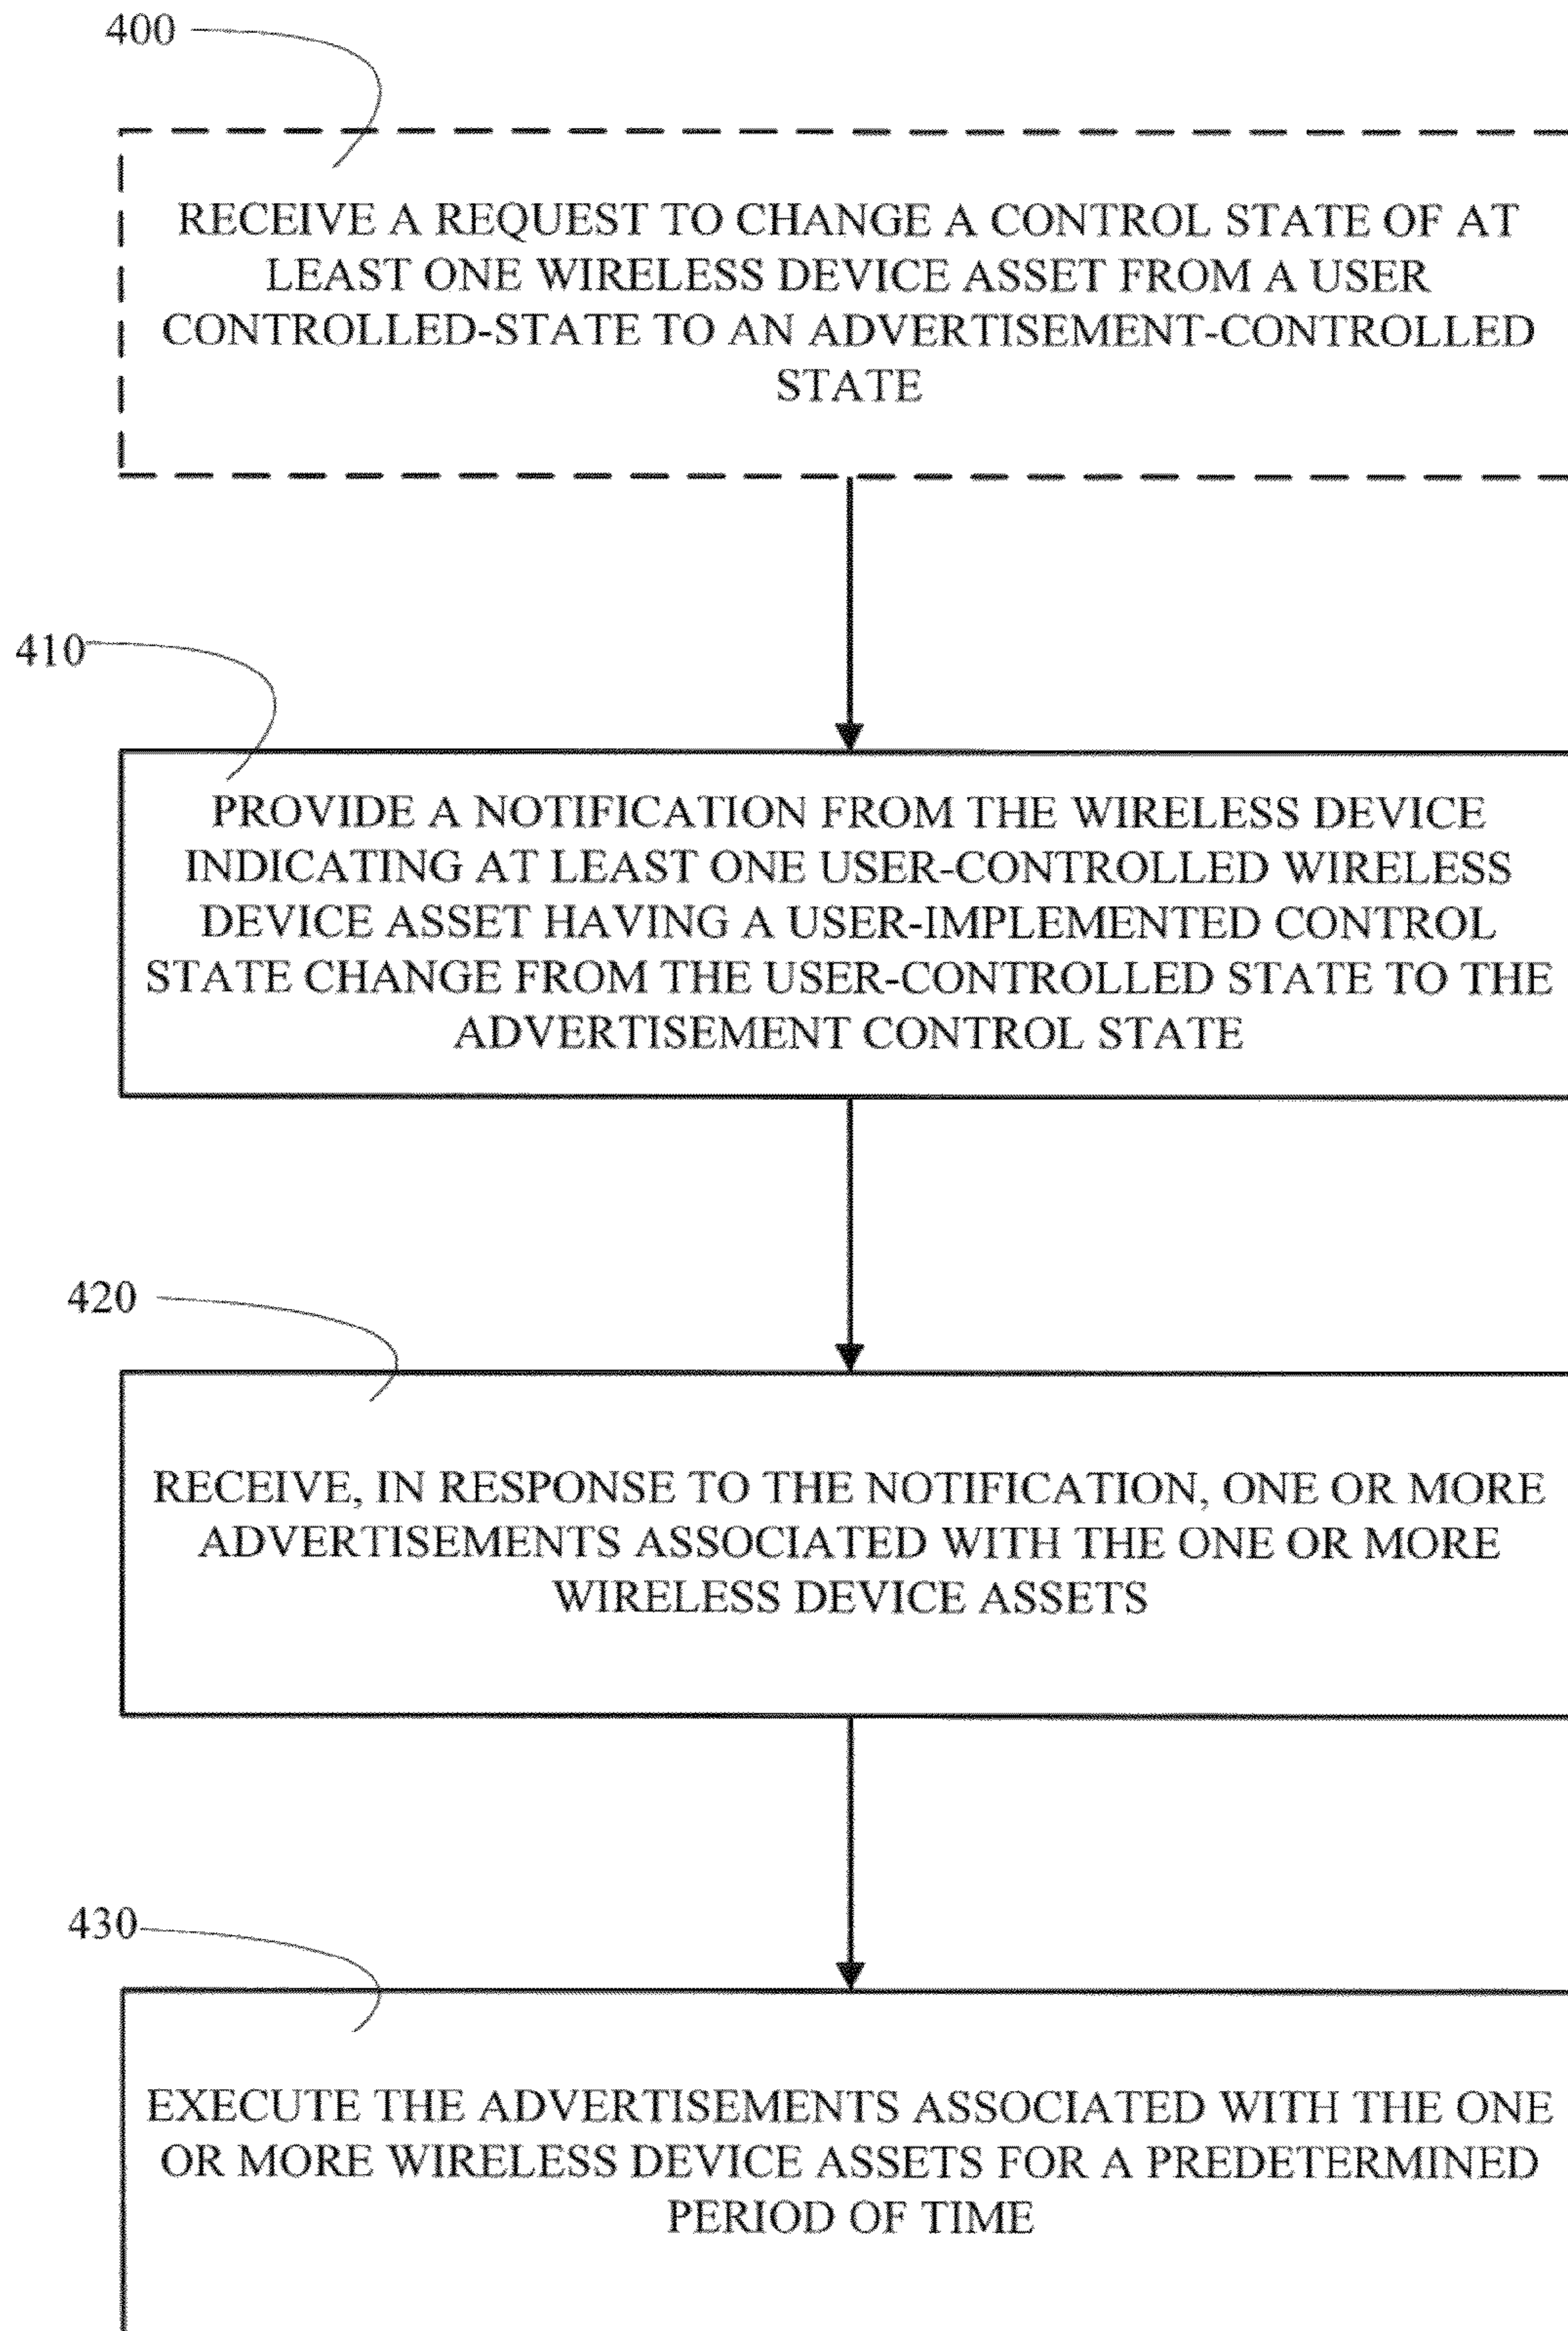 400
RECEIVE A REQUEST TO CHANGE A CONTROL STATE OF AT
LEAST ONE WIRELESS DEVICE ASSET FROM A USER
CONTROLLED-STATE TO AN ADVERTISEMENT-CONTROLLED
STATE
410
PROVIDE A NOTIFICATION FROM THE WIRELESS DEVICE
INDICATING AT LEAST ONE USER-CONTROLLED WIRELESS
DEVICE ASSET HAVING A USER-IMPLEMENTED CONTROL
STATE CHANGE FROM THE USER-CONTROLLED STATE TO THE
ADVERTISEMENT CONTROL STATE
420
RECEIVE, IN RESPONSE TO THE NOTIFICATION, ONE OR MORE
ADVERTISEMENTS ASSOCIATED WITH THE ONE OR MORE
WIRELESS DEVICE ASSETS
430
EXECUTE THE ADVERTISEMENTS ASSOCIATED WITH THE ONE
OR MORE WIRELESS DEVICE ASSETS FOR A PREDETERMINED
PERIOD OF TIME